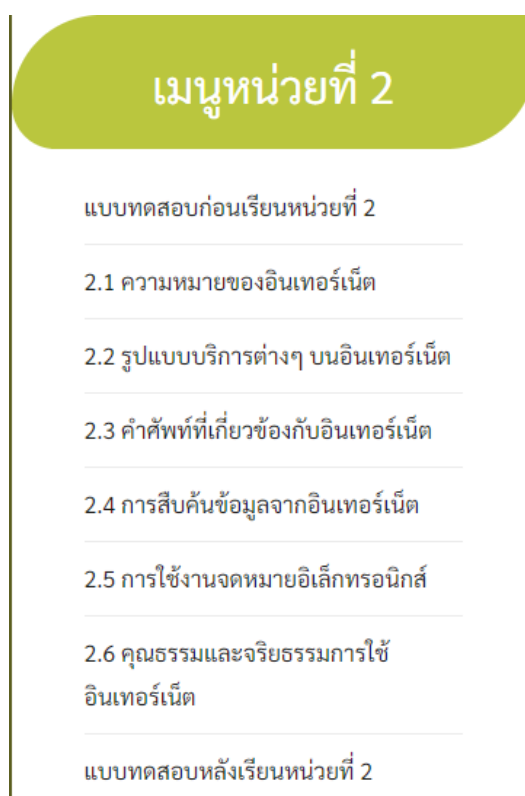 เมนูหน่วยที่ 2
แบบทดสอบก่อนเรียนหน่วยที่ 2
2.1 ความหมายของอินเทอร์เน็ต
2.2 รูปแบบบริการต่างๆ บนอินเทอร์เน็ต
2.3 คำศัพท์ที่เกี่ยวข้องกับอินเทอร์เน็ต
2.4 การสืบค้นข้อมูลจากอินเทอร์เน็ต
2.5 การใช้งานจดหมายอิเล็กทรอนิกส์
2.6 คุณธรรมและจริยธรรมการใช้
อินเทอร์เน็ต
แบบทดสอบหลังเรียนหน่วยที่ 2